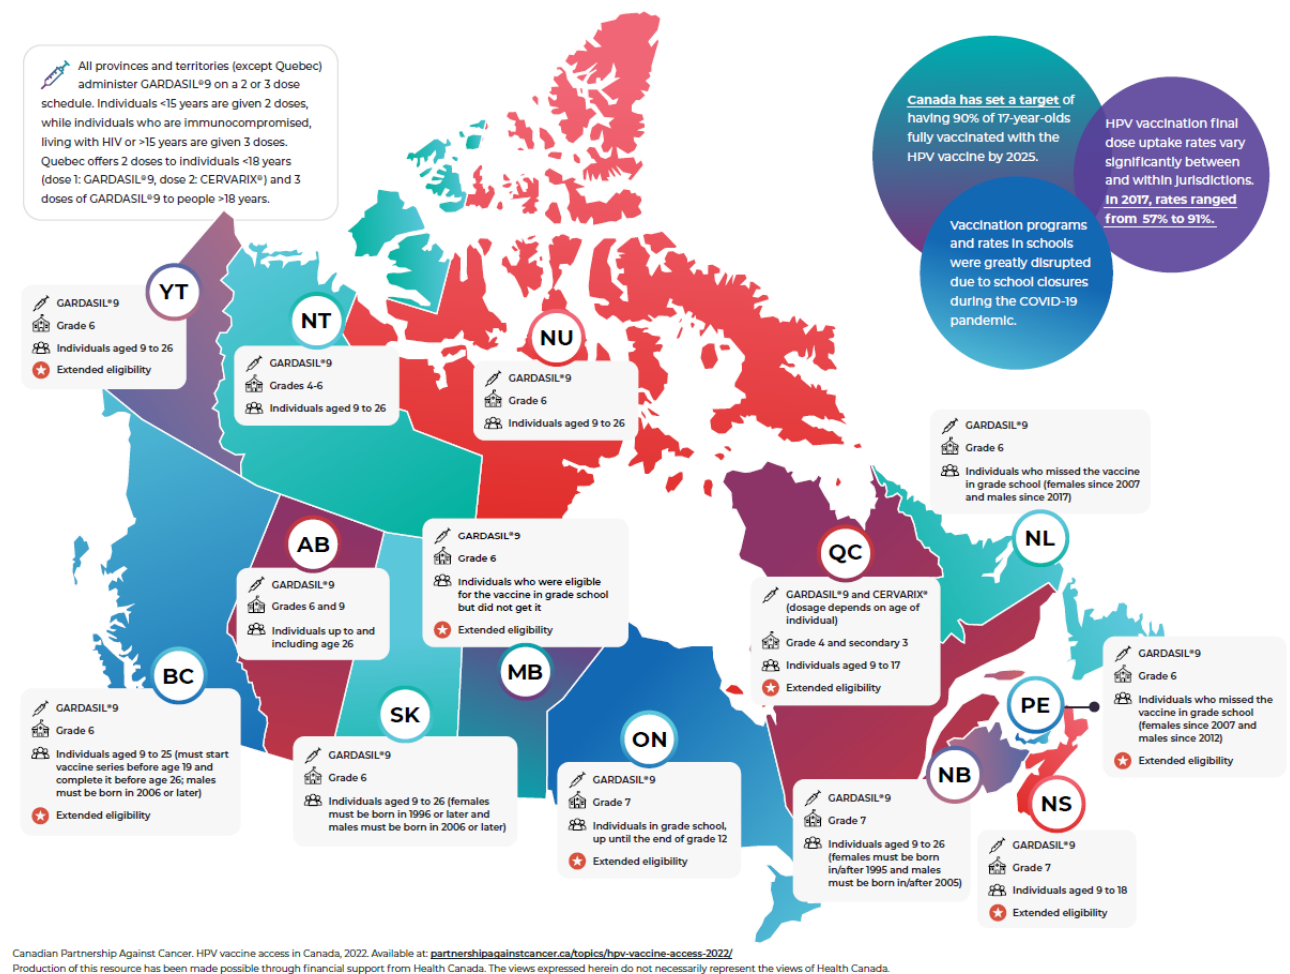 All provinces and territories (except Quebec)
administer GARDASIL®9 on a 2 or 3 dose
schedule. Individuals <15 years are given 2 doses,
while individuals who are immunocompromised,
living with HIV or >15 years are given 3 doses.
Quebec offers 2 doses to individuals <18 years
(dose 1: GARDASIL®9, dose 2: CERVARIX®) and 3
doses of GARDASIL®9 to people >18 years.
Canada has set a target of
having 90% of 17-year-olds
fully vaccinated with the
HPV vaccine by 2025.
HPV vaccination final
dose uptake rates vary
significantly between
and within jurisdictions.
In 2017, rates ranged
from 57% to 91%.
Vaccination programs
and rates in schools
were greatly disrupted
due to school closures
during the COVID-19
pandemic.
YT
GARDASIL®9
Grade 6
Individuals aged 9 to 26
Extended eligibility
NT
GARDASIL®9
Grades 4-6
Individuals aged 9 to 26
NU
GARDASIL®9
Grade 6
Individuals aged 9 to 26
GARDASIL®9
Grade 6
Individuals who missed the vaccine
in grade school (females since 2007
and males since 2017)
NL
AB
GARDASIL®9
Grades 6 and 9
Individuals up to and
including age 26
GARDASIL®9
Grade 6
Individuals who were eligible
for the vaccine in grade school
but did not get it
Extended eligibility
MB
QC
GARDASIL®9 and CERVARIX®
(dosage depends on age of
individual)
Grade 4 and secondary 3
Individuals aged 9 to 17
Extended eligibility
BC
GARDASIL®9
Grade 6
Individuals aged 9 to 25 (must start
vaccine series before age 19 and
complete it before age 26; males
must be born in 2006 or later)
Extended eligibility
SK
GARDASIL®9
Grade 6
Individuals aged 9 to 26 (females
must be born in 1996 or later and
males must be born in 2006 or later)
ON
GARDASIL®9
Grade 7
Individuals in grade school,
up until the end of grade 12
Extended eligibility
PE
GARDASIL®9
Grade 6
Individuals who missed the
vaccine in grade school
(females since 2007 and
males since 2012)
Extended eligibility
NB
GARDASIL®9
Grade 7
Individuals aged 9 to 26
(females must be born
in/after 1995 and males
must be born in/after 2005)
NS
GARDASIL®9
Grade 7
Individuals aged 9 to 18
Extended eligibility
Canadian Partnership Against Cancer. HPV vaccine access in Canada, 2022. Available at: partnershipagainstcancer.ca/topics/hpv-vaccine-access-2022/
Production of this resource has been made possible through financial support from Health Canada. The views expressed herein do not necessarily represent the views of Health Canada.